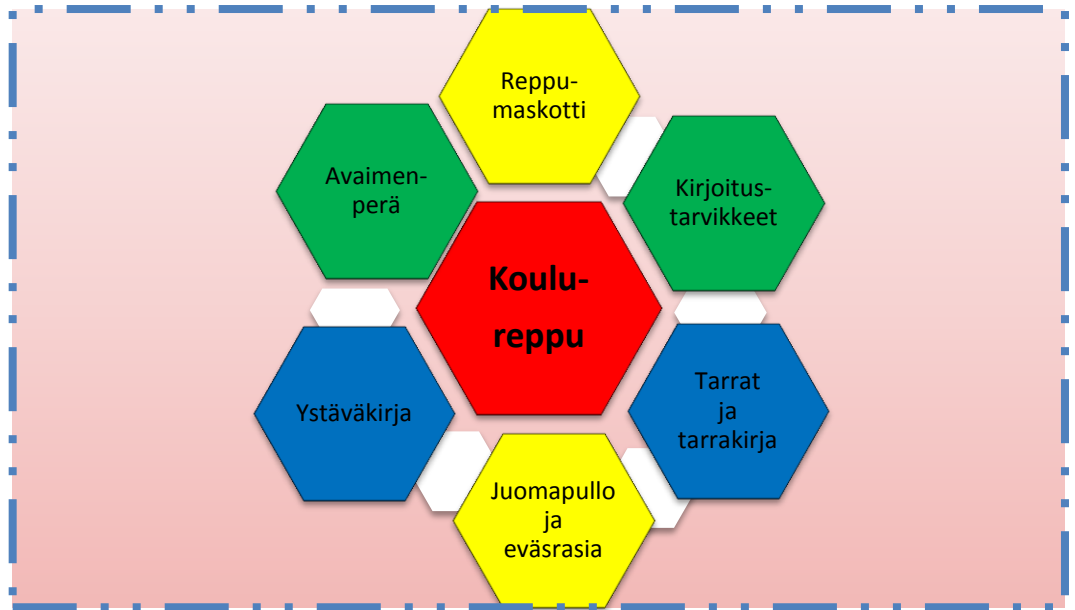 Reppu-
maskotti
Avaimen-
perä
Kirjoitus-
tarvikkeet
Koulu-
reppu
Ystäväkirja
Tarrat
ja
tarrakirja
Juomapullo
ja
eväsrasia